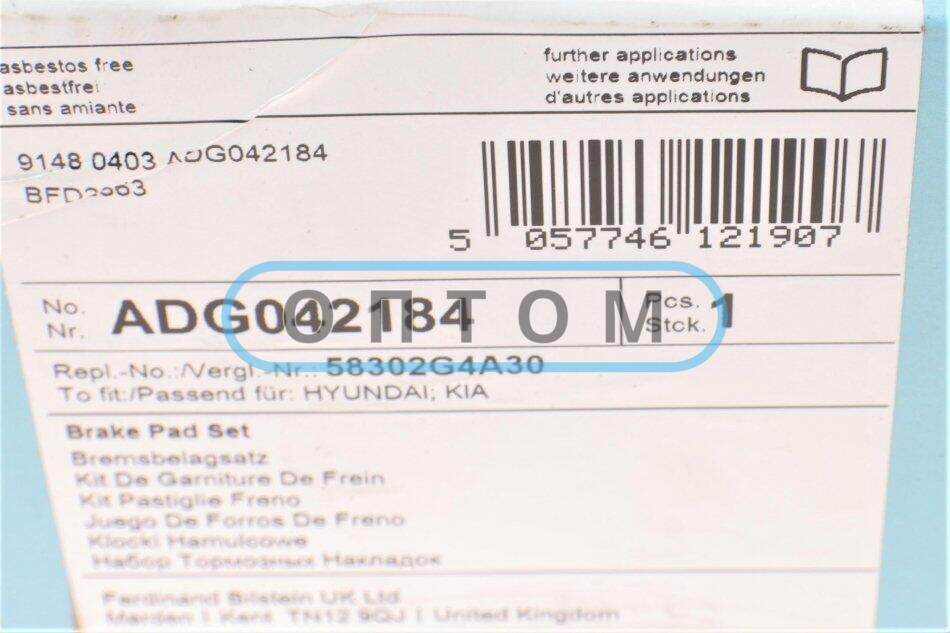 asbestos free
asbestfrei
sans amiante
further applications
weitere anwendungen
d'autres applications
9148 0403 ADG042184
5 057746 121907
No.
Nr.
ADG042184
Pcs.
Stck.
1
ОПТОМ
Repl.-No.:/Vergl.-Nr.: 58302G4A30
To fit:/Passend für: HYUNDAI; KIA
Brake Pad Set
Bremsbelagsatz
Kit De Garniture De Frein
Kit Pastiglie Freno
Juego De Forros De Freno
Klocki Hamulcowe
Набор Тормозных Накладок
Ferdinand Bilstein UK Ltd
Marden | Kent. TN12 9QJ | United Kingdom